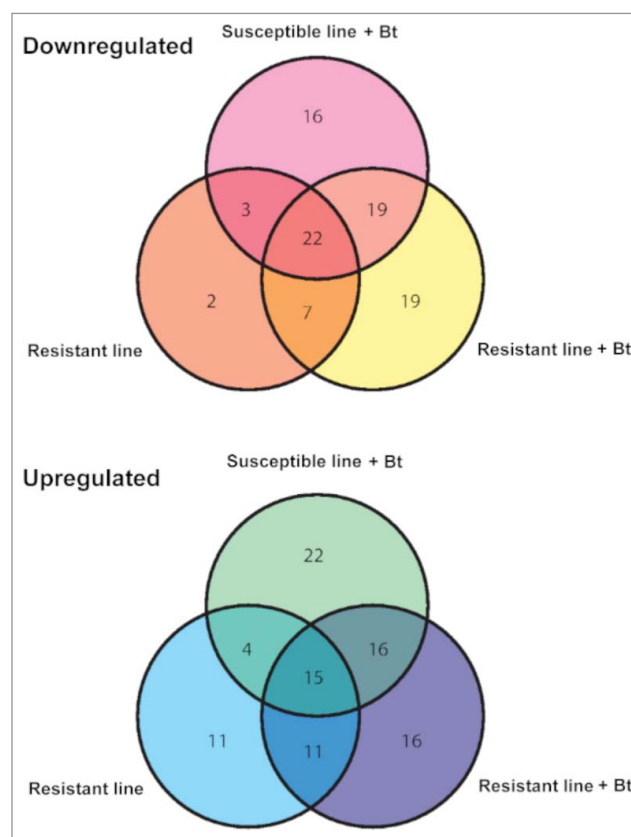 Susceptible line + Bt
Downregulated
16
3
19
22
2
7
19
Resistant line
Resistant line + Bt
Susceptible line + Bt
Upregulated
22
4
16
15
11
11
16
Resistant line
Resistant line + Bt